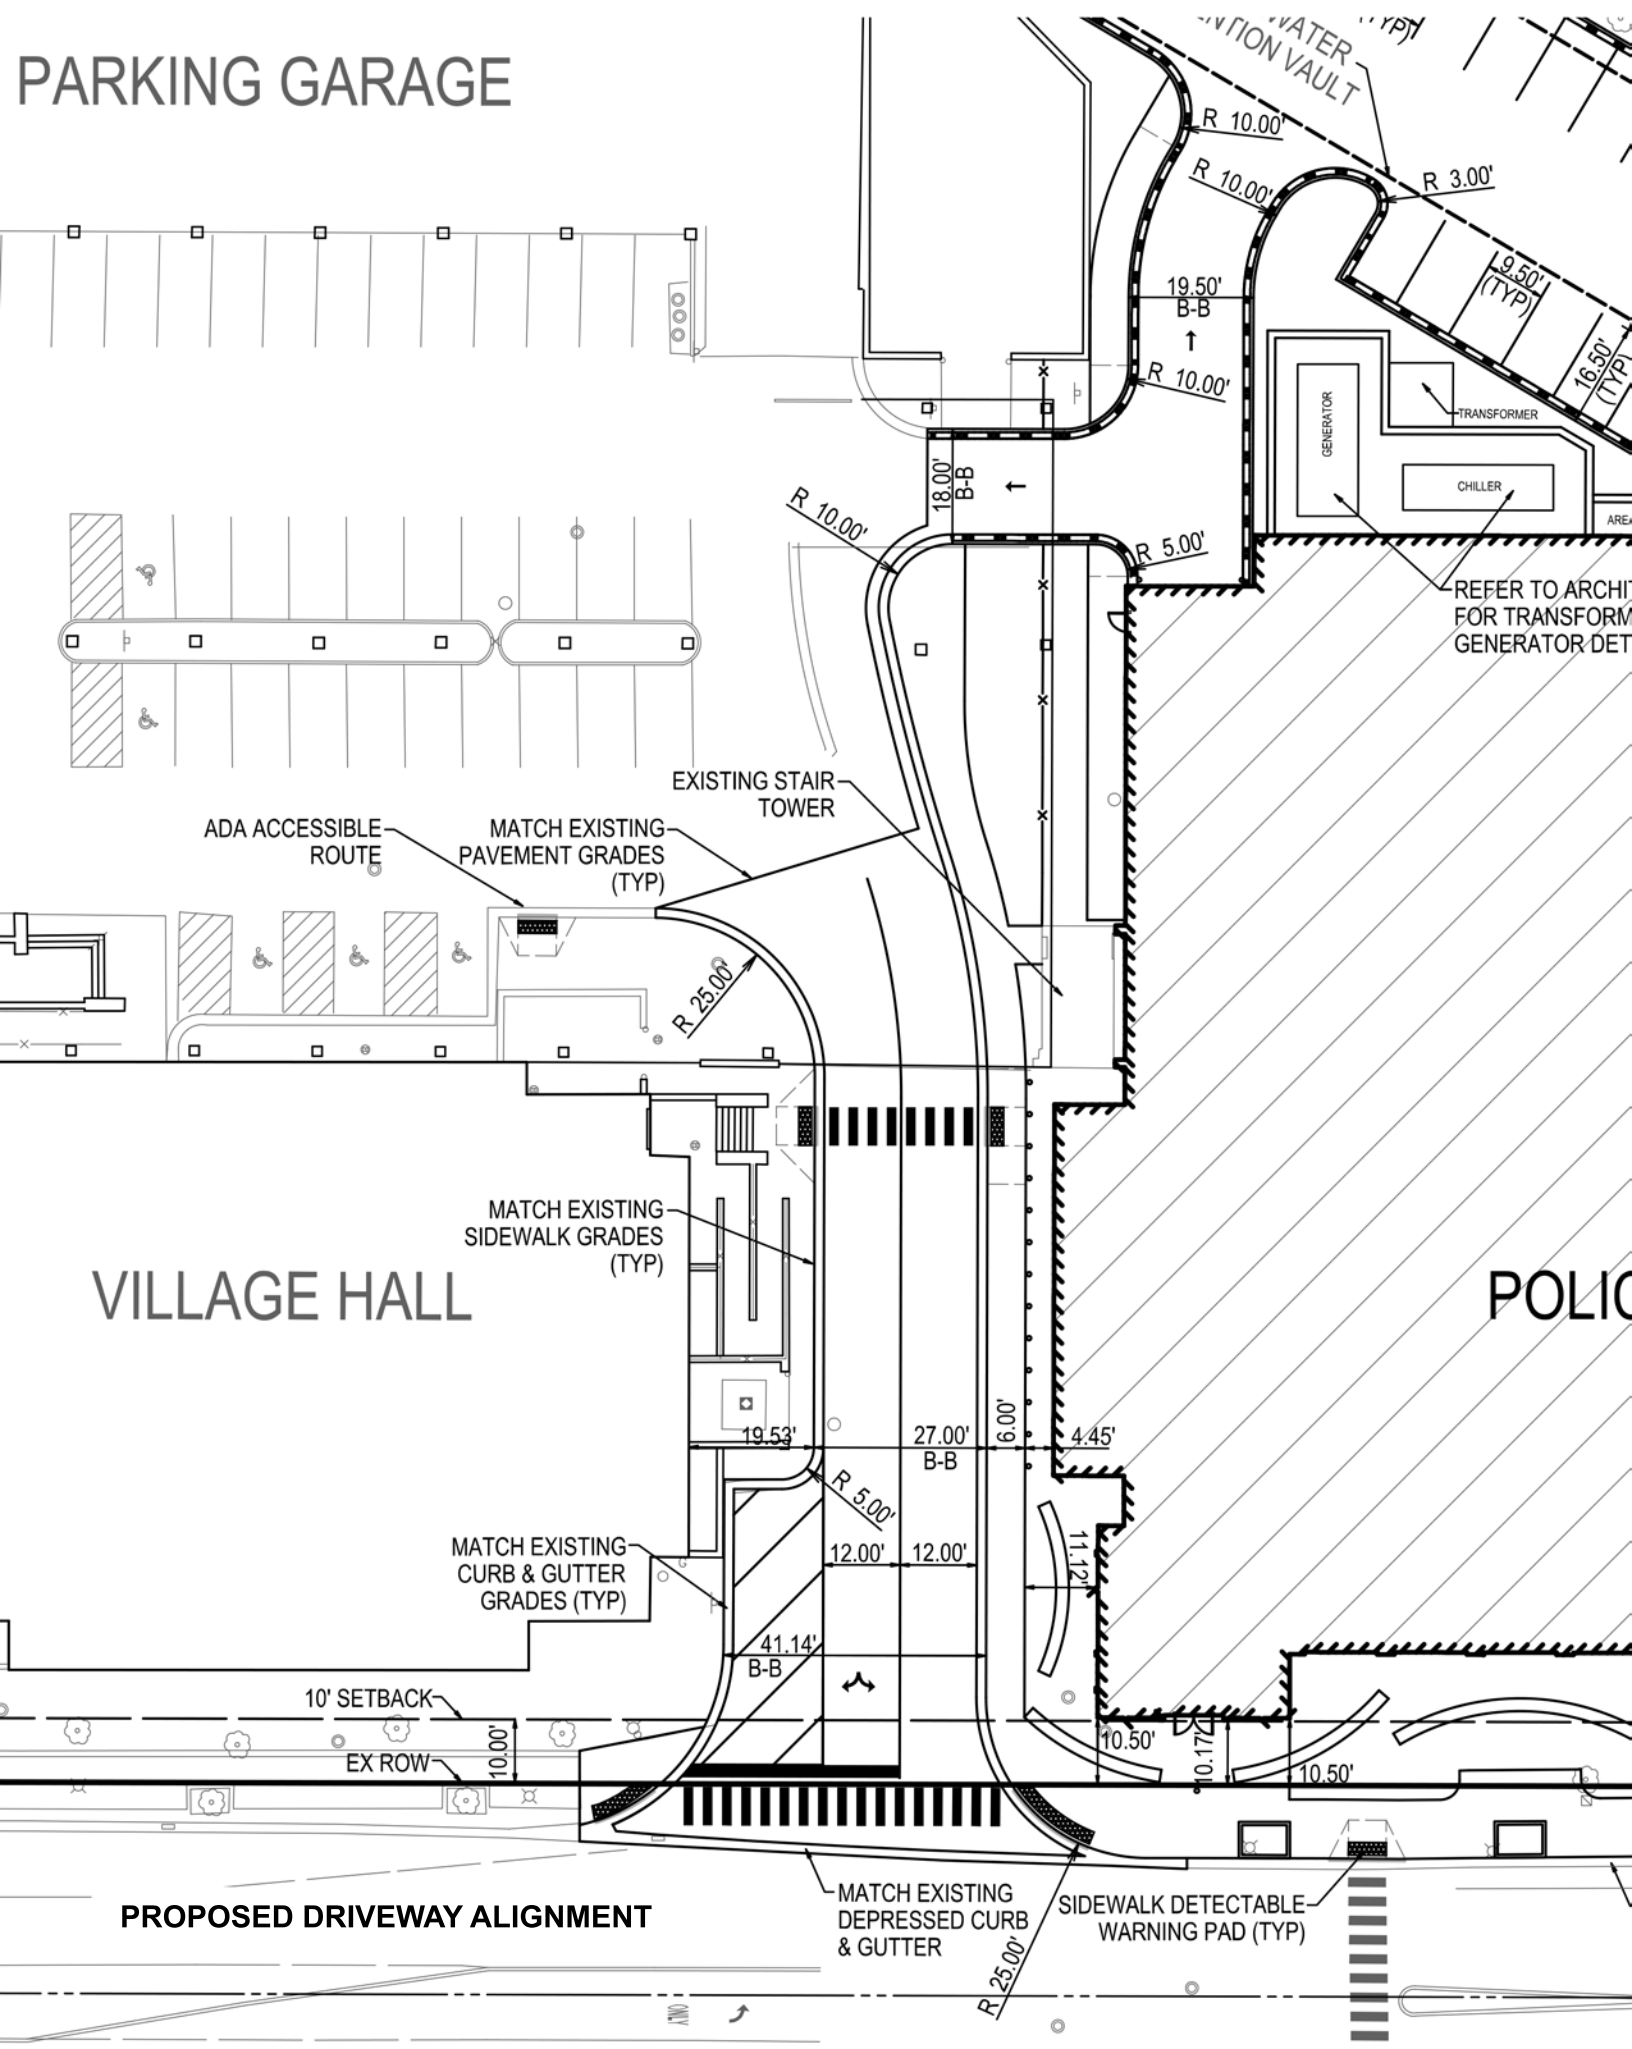 PARKING GARAGE
WATER
VAULT
(TYP)
R 10.00'
R 10.00'
R 3.00'
9.50'
(TYP)
19.50'
B-B
16.50'
(TYP)
R 10.00'
TRANSFORMER
GENERATOR
CHILLER
18.00'
B-B
R 10.00'
R 5.00'
REFER TO
FOR
GENERATOR
EXISTING STAIR
TOWER
ADA ACCESSIBLE
ROUTE
MATCH EXISTING
PAVEMENT GRADES
(TYP)
R 25.00'
MATCH EXISTING
SIDEWALK GRADES
(TYP)
VILLAGE HALL
19.53'
27.00'
B-B
6.00'
4.45'
R 5.00'
MATCH EXISTING
CURB & GUTTER
GRADES (TYP)
12.00'
12.00'
11.12'
41.14'
B-B
10' SETBACK
10.00'
EX ROW
10.50'
10.17'
10.50'
MATCH EXISTING
DEPRESSED CURB
& GUTTER
SIDEWALK DETECTABLE
WARNING PAD (TYP)
R 25.00'
PROPOSED DRIVEWAY ALIGNMENT
ONLY